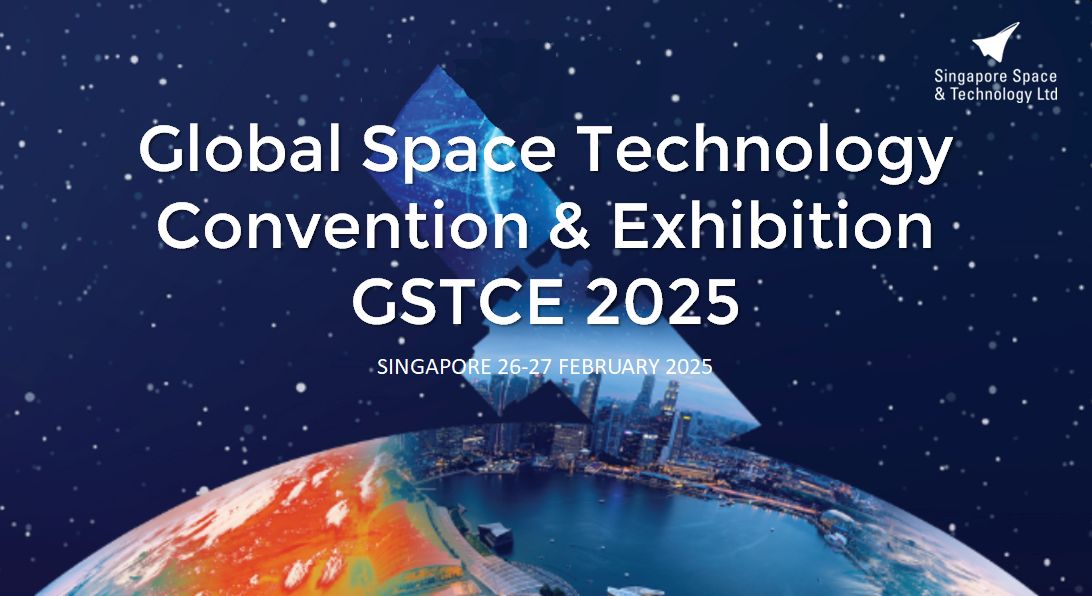 Singapore Space
& Technology Ltd
Global Space Technology
Convention & Exhibition
GSTCE 2025
SINGAPORE 26-27 FEBRUARY 2025